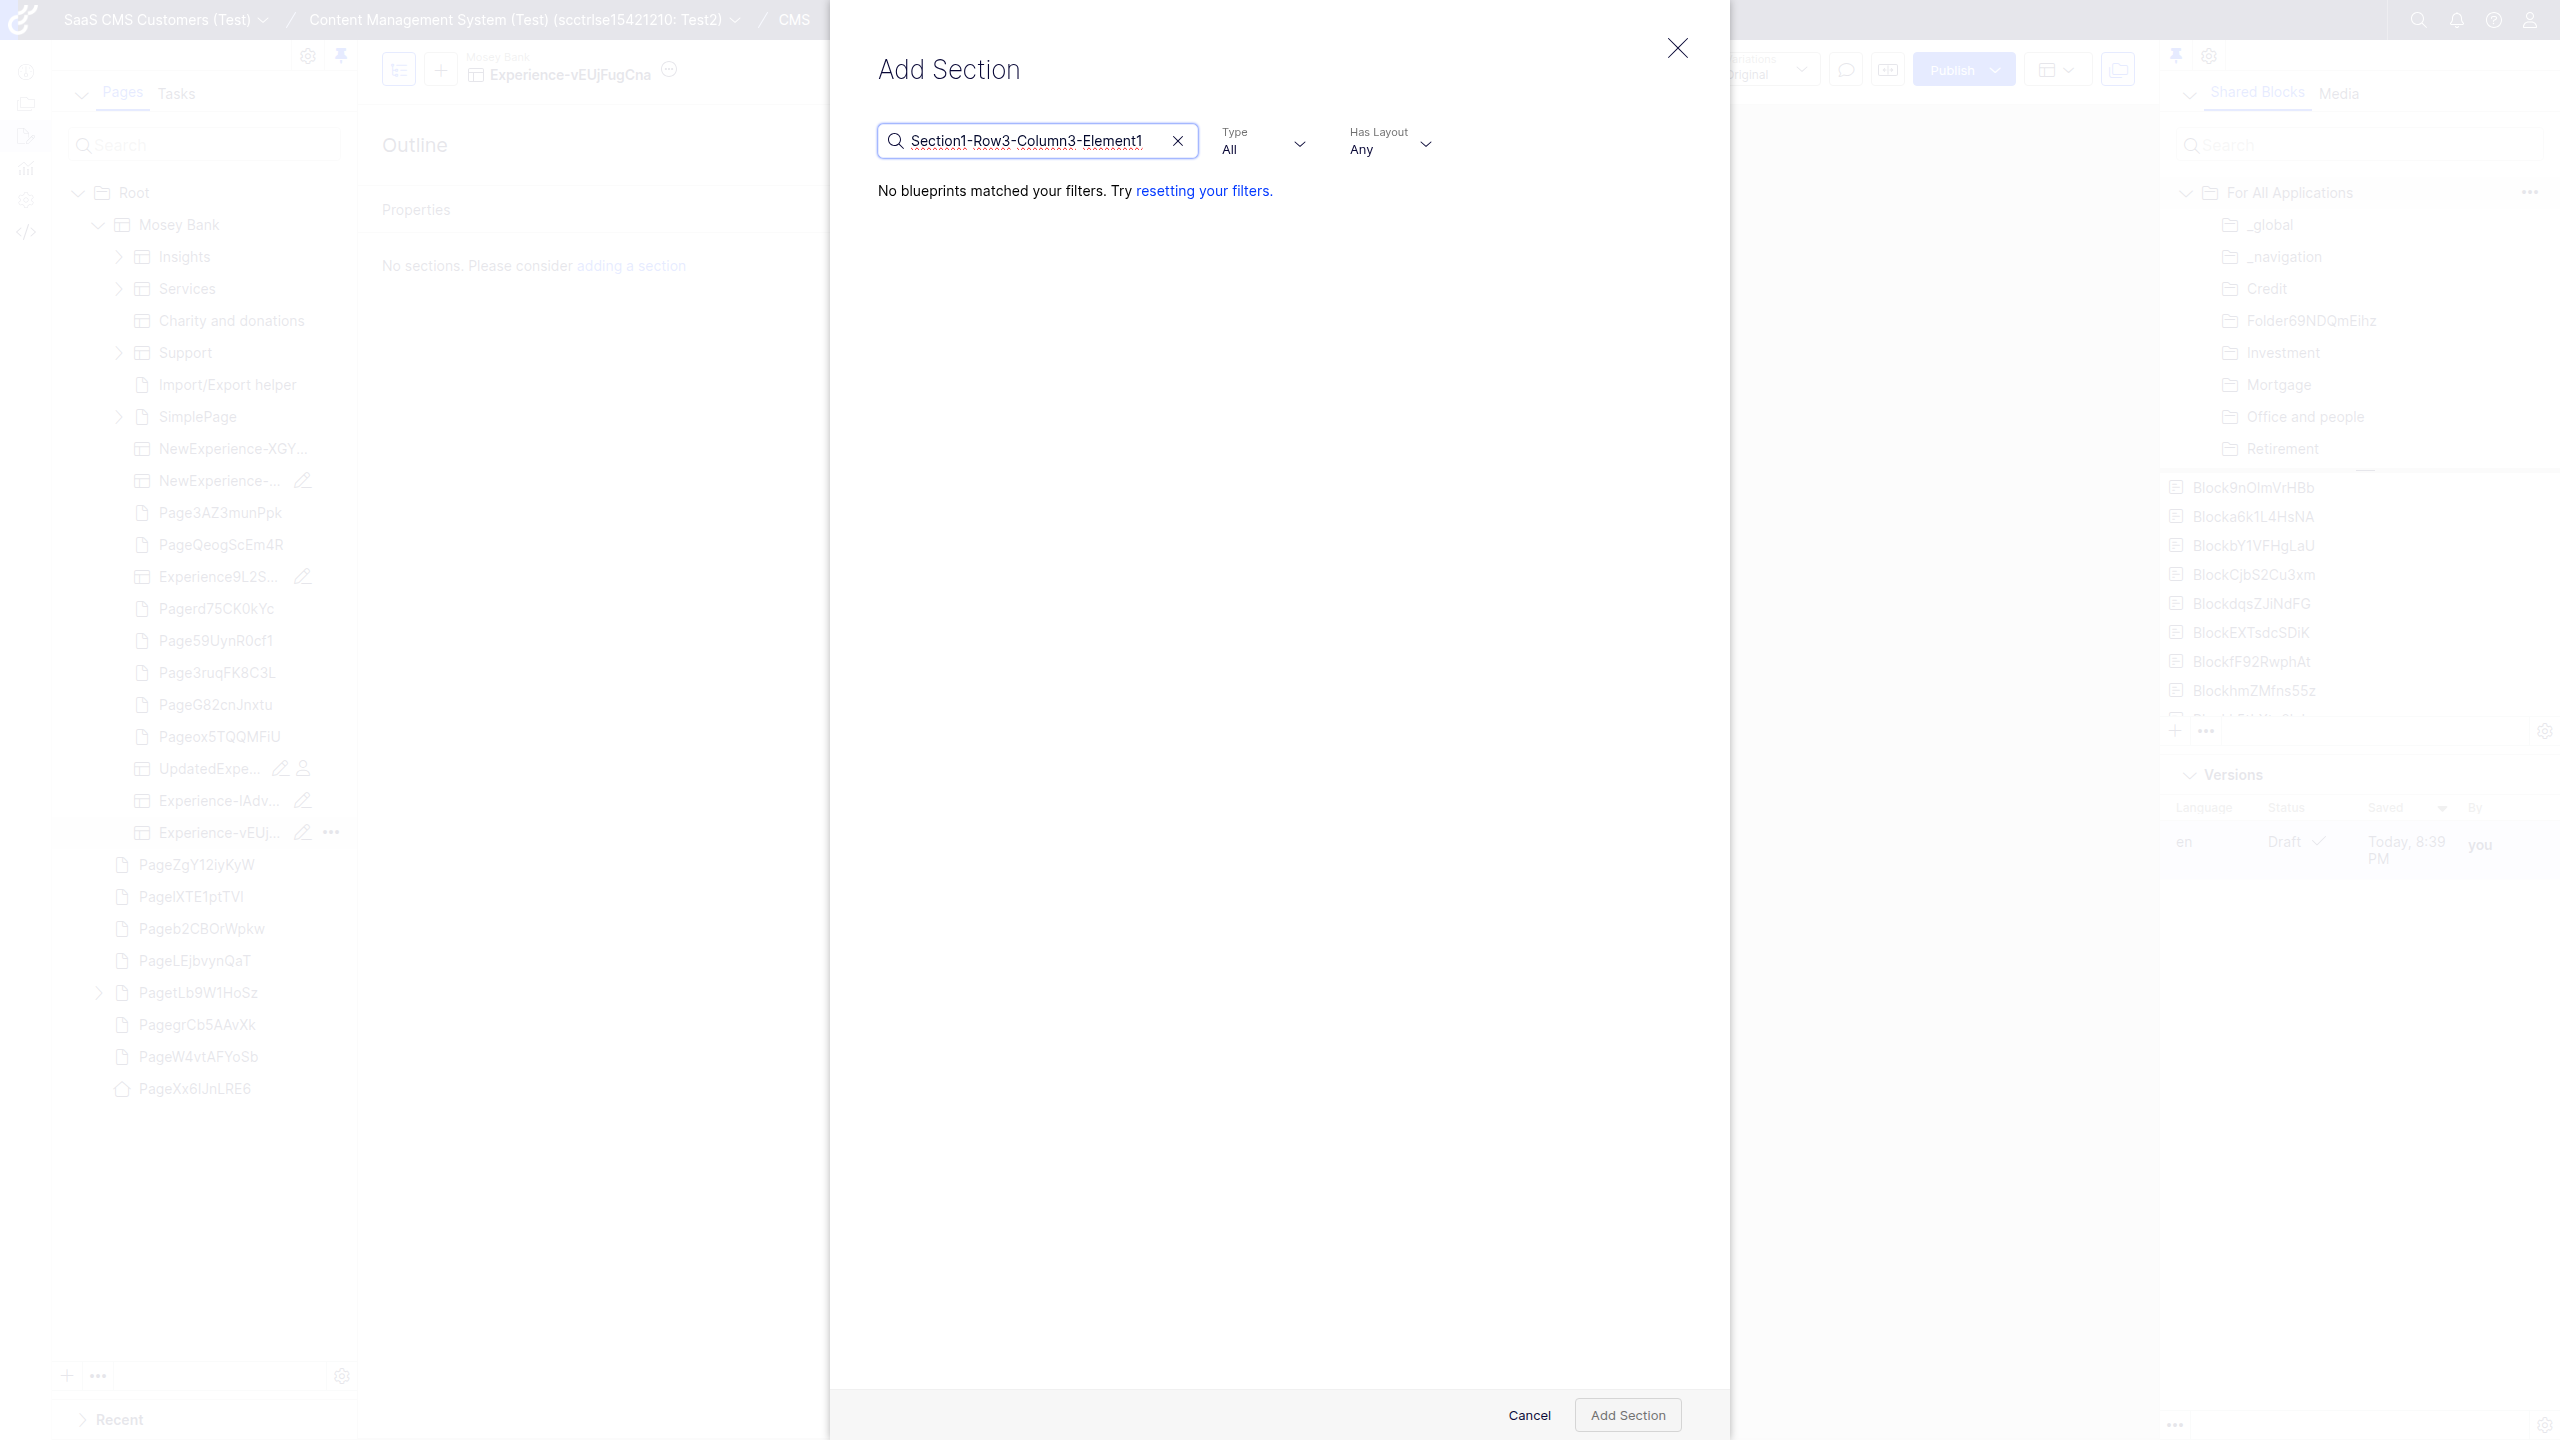 SaaS CMS Customers (Test) / Content Management System (Test) (scctrlse15421210: Test2) / CMS
Pages Tasks
Search
Root
Mosey Bank
Insights
Services
Charity and donations
Support
Import/Export helper
SimplePage
NewExperience-XGY...
NewExperience-...
Page3AZ3munPpk
PageQeogScEm4R
Experience9L2S...
Pagerd75CK0kYc
Page59UynR0cf1
Page3ruqFK8C3L
PageG82cnJnxtu
Pageox5TQQMFiU
UpdatedExpe...
Experience-IAdv...
Experience-vEUj...
PageZgY12iyKyW
PageIXTE1ptTVI
Pageb2CBOrWpkw
PageLEjbvynQaT
PagetLb9W1HoSz
PagegrCb5AAvXk
PageW4vtAFYoSb
PageXx6IJnLRE6
Recent
Mosey Bank
Experience-vEUjFugCna
Outline
Properties
No sections. Please consider adding a section
Add Section
Section1-Row3-Column3-Element1
Type
All
Has Layout
Any
No blueprints matched your filters. Try resetting your filters.
Cancel
Add Section
Original
Publish
Shared Blocks Media
Search
For All Applications
_global
_navigation
Credit
Folder69NDQmEihz
Investment
Mortgage
Office and people
Retirement
Block9nOImVrHBb
Blocka6k1L4HsNA
BlockbY1VFHgLaU
BlockCjbS2Cu3xm
BlockdqsZJiNdFG
BlockEXTsdcSDiK
BlockfF92RwphAt
BlockhmZMfns55z
Versions
Language Status Saved By
en Draft Today, 8:39 PM you